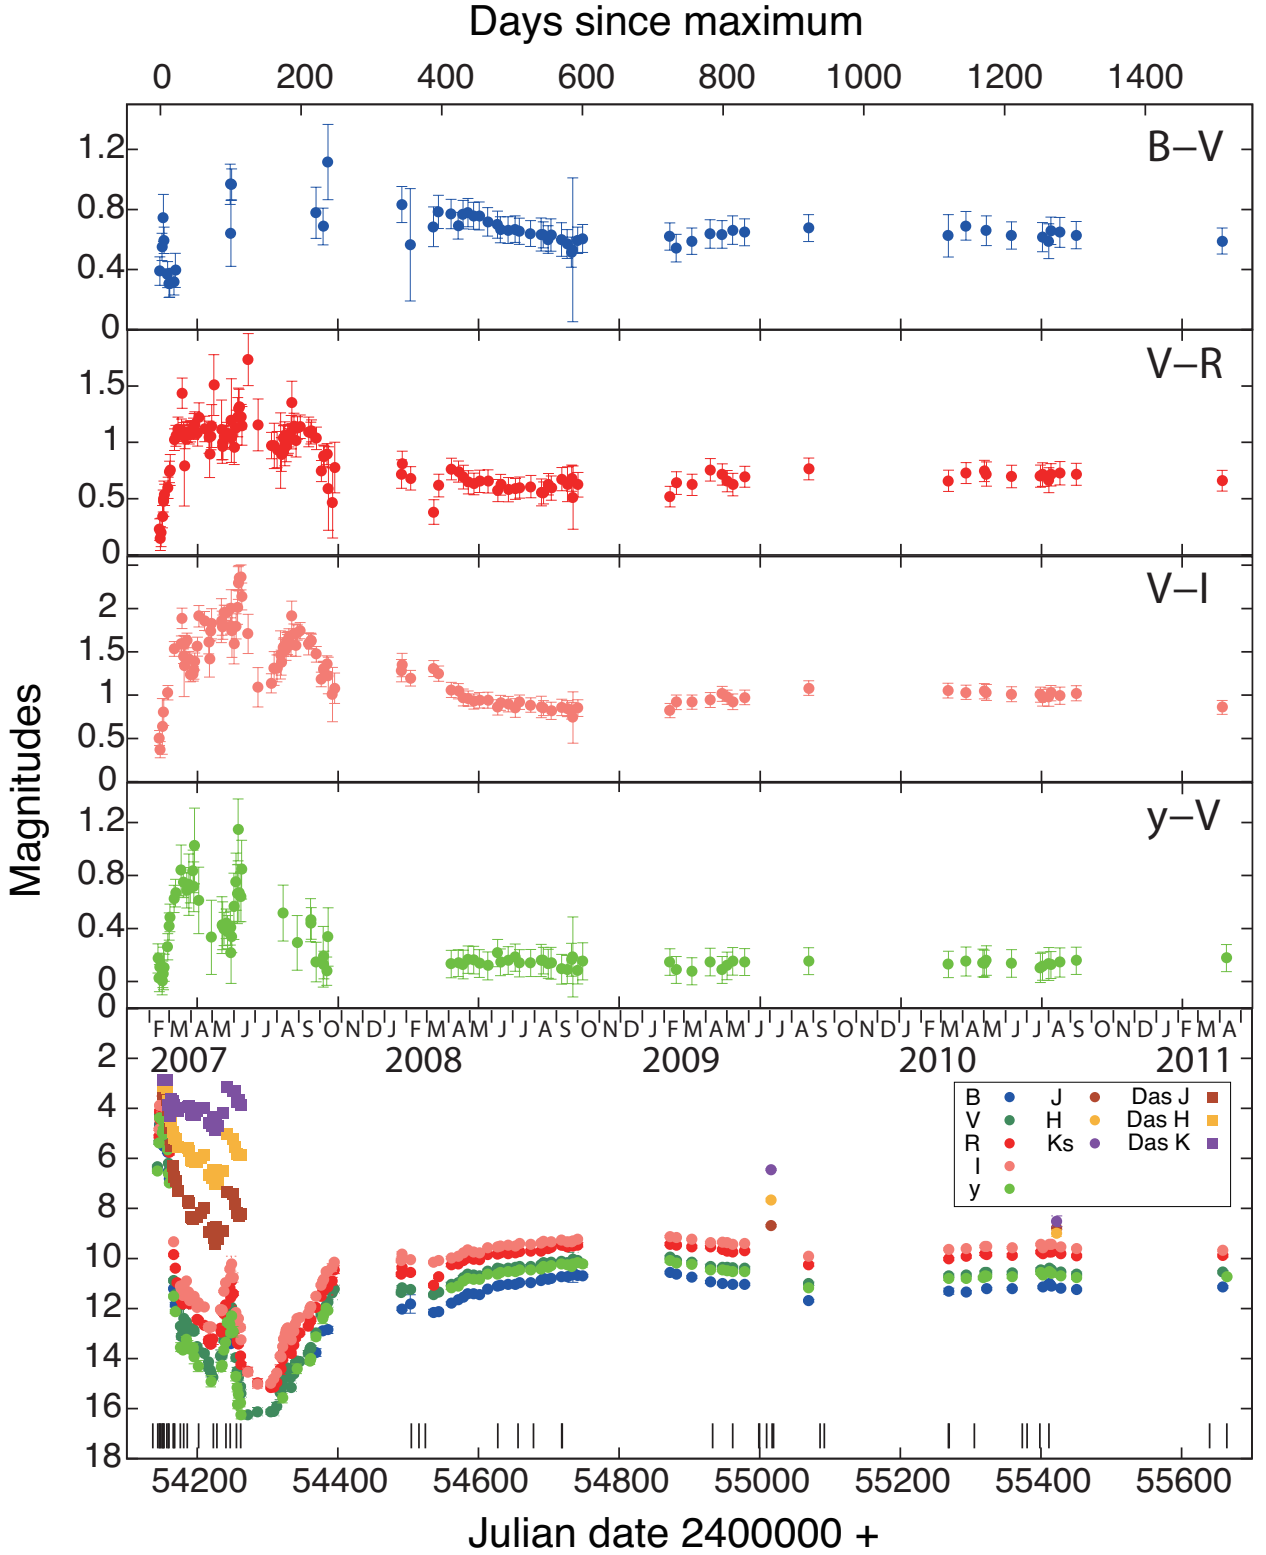 Days since maximum
0 200 400 600 800 1000 1200 1400
B–V
1.2
0.8
0.4
0
V–R
1.5
1
0.5
0
V–I
2
1.5
1
0.5
0
y–V
1.2
0.8
0.4
0
0
Magnitudes
F M A M J J A S O N D J F M A M J J A S O N D J F M A M J J A S O N D J F M A M J J A S O N D J F M A
2007 2008 2009 2010 2011
2
4
6
8
10
12
14
16
18
B J Das J
V H Das H
R Ks Das K
I
y
54200 54400 54600 54800 55000 55200 55400 55600
Julian date 2400000 +